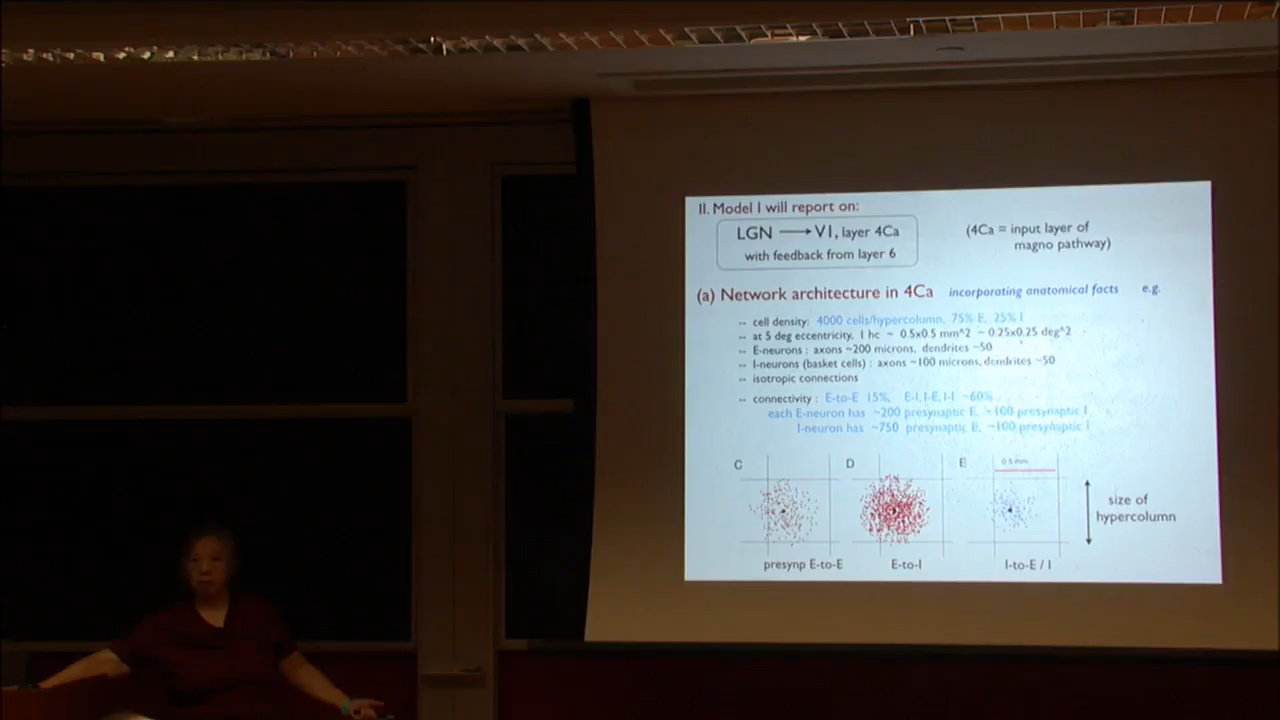 II. Model I will report on:
LGN → V1, layer 4Ca
with feedback from layer 6
(4Ca = input layer of
magno pathway)
(a) Network architecture in 4Ca incorporating anatomical facts e.g.
-- cell density: 4000 cells/hypercolumn, 75% E, 25% I
-- at 5 deg eccentricity, 1 hc ~ 0.5x0.5 mm^2 ~ 0.25x0.25 deg^2
-- E-neurons : axons ~200 microns, dendrites ~50
-- I-neurons (basket cells) : axons ~100 microns, dendrites ~50
-- isotropic connections
-- connectivity : E-to-E 15%, E-I, I-E, I-I ~60%
each E-neuron has ~200 presynaptic E, ~100 presynaptic I
I-neuron has ~750 presynaptic E, ~100 presynaptic I
C D E 0.5 mm
size of
hypercolumn
presynp E-to-E E-to-I I-to-E / I